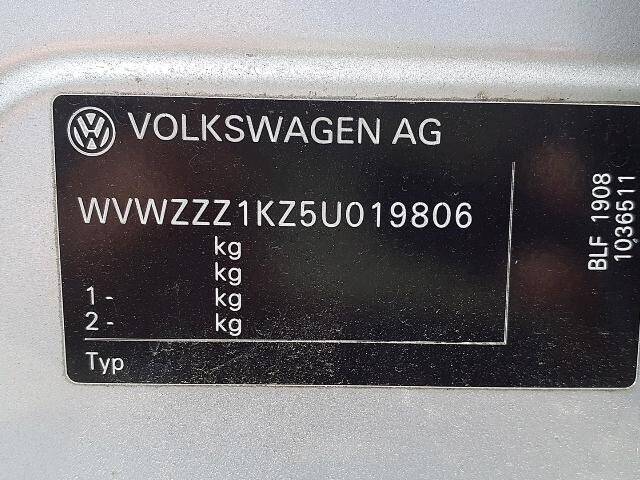 VOLKSWAGEN AG
WVWZZZ1KZ5U019806
kg
kg
1 - kg
2 - kg
Typ
BLF 1908
1036511